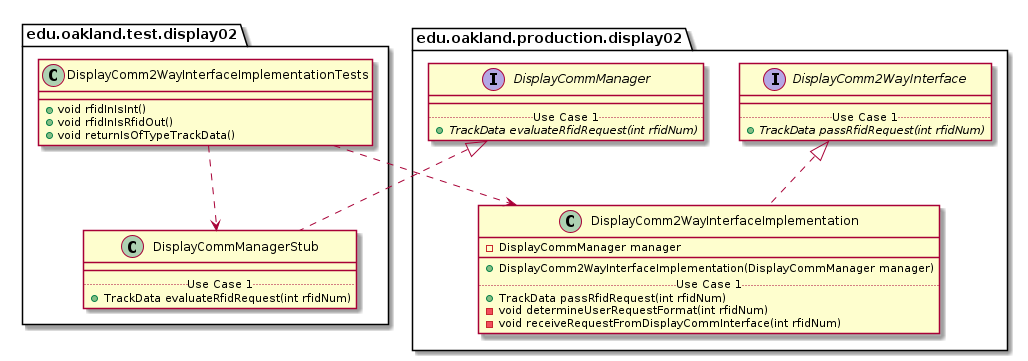 edu.oakland.test.display02
C DisplayComm2WayInterfaceImplementationTests
void rfidInIsInt()
void rfidInIsRfidOut()
void returnIsOfTypeTrackData()
C DisplayCommManagerStub
Use Case 1
TrackData evaluateRfidRequest(int rfidNum)
edu.oakland.production.display02
I DisplayCommManager
Use Case 1
TrackData evaluateRfidRequest(int rfidNum)
I DisplayComm2WayInterface
Use Case 1
TrackData passRfidRequest(int rfidNum)
C DisplayComm2WayInterfaceImplementation
DisplayCommManager manager
DisplayComm2WayInterfaceImplementation(DisplayCommManager manager)
Use Case 1
TrackData passRfidRequest(int rfidNum)
void determineUserRequestFormat(int rfidNum)
void receiveRequestFromDisplayCommInterface(int rfidNum)